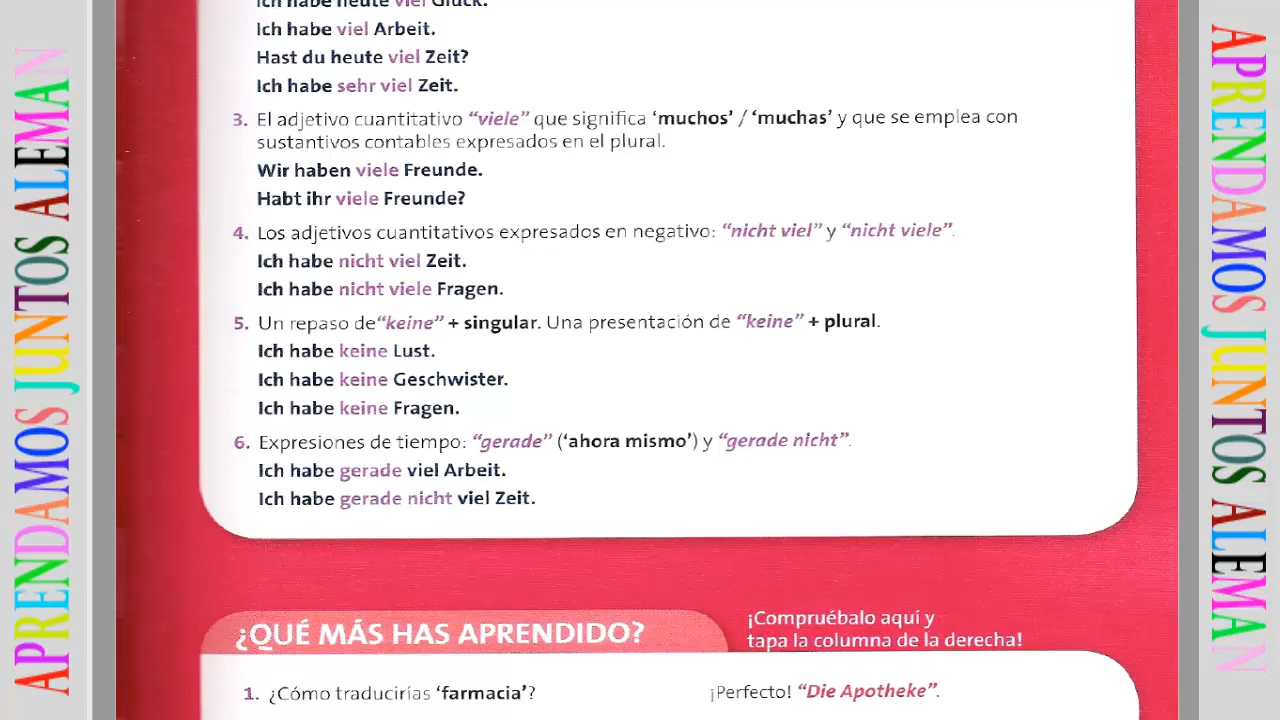 Ich habe heute viel Glück.
Ich habe viel Arbeit.
Hast du heute viel Zeit?
Ich habe sehr viel Zeit.
3. El adjetivo cuantitativo “viele” que significa ‘muchos’ / ‘muchas’ y que se emplea con
sustantivos contables expresados en el plural.
Wir haben viele Freunde.
Habt ihr viele Freunde?
4. Los adjetivos cuantitativos expresados en negativo: “nicht viel” y “nicht viele”.
Ich habe nicht viel Zeit.
Ich habe nicht viele Fragen.
5. Un repaso de“keine” + singular. Una presentación de “keine” + plural.
Ich habe keine Lust.
Ich habe keine Geschwister.
Ich habe keine Fragen.
6. Expresiones de tiempo: “gerade” (‘ahora mismo’) y “gerade nicht”.
Ich habe gerade viel Arbeit.
Ich habe gerade nicht viel Zeit.
¿QUÉ MÁS HAS APRENDIDO?
¡Compruébalo aquí y
tapa la columna de la derecha!
1. ¿Cómo traducirías ‘farmacia’?
¡Perfecto! “Die Apotheke”.
APRENDAMOS JUNTOS ALEMAN
APRENDAMOS JUNTOS ALEMAN